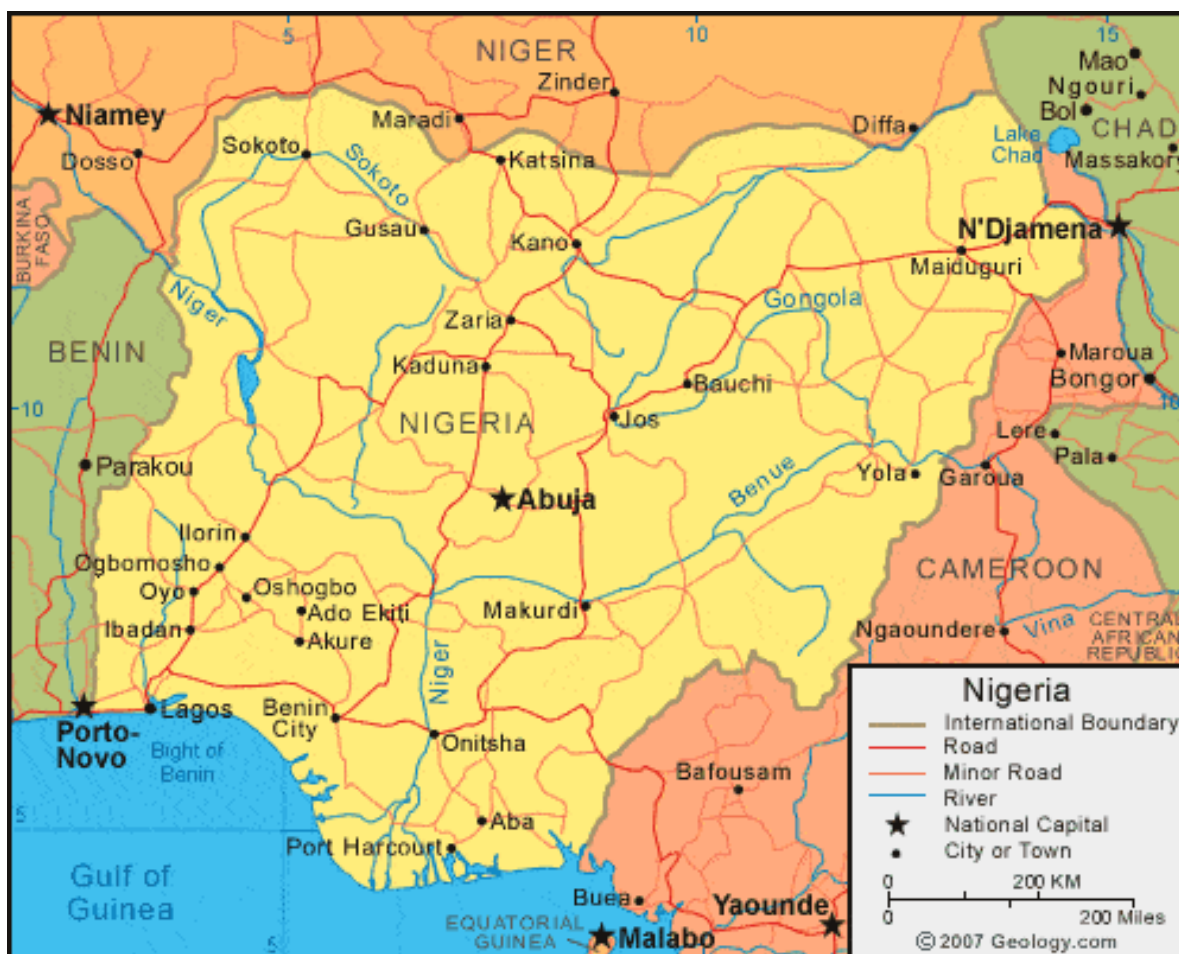 5
10
15
NIGER
Mao
Zinder
Ngouri
Niamey
Bol
Maradi
Diffa
CHAD
Sokoto
Lake
Chad
Dosso
Katsina
Massakory
Sokoto
BURKINA
FASO
Gusau
Kano
N'Djamena
Maiduguri
Niger
Gongola
Zaria
BENIN
Kaduna
Maroua
Bauchi
Bongor
10
NIGERIA
Jos
10
Lere
Parakou
Benue
Yola
Garoua
Pala
Abuja
Ilorin
Ogbomosho
CAMEROON
Oyo
Oshogbo
Ado Ekiti
Makurdi
Ibadan
Akure
Ngaoundere
Vina
CENTRAL
AFRICAN
REPUBLIC
Niger
Lagos
Benin
City
Porto-
Novo
Onitsha
Bight of
Benin
Bafousam
5
Aba
Port Harcourt
Gulf of
Guinea
Buea
Yaounde
EQUATORIAL
GUINEA
Malabo
5
Nigeria
International Boundary
Road
Minor Road
River
National Capital
City or Town
0 200 KM
0 200 Miles
© 2007 Geology.com